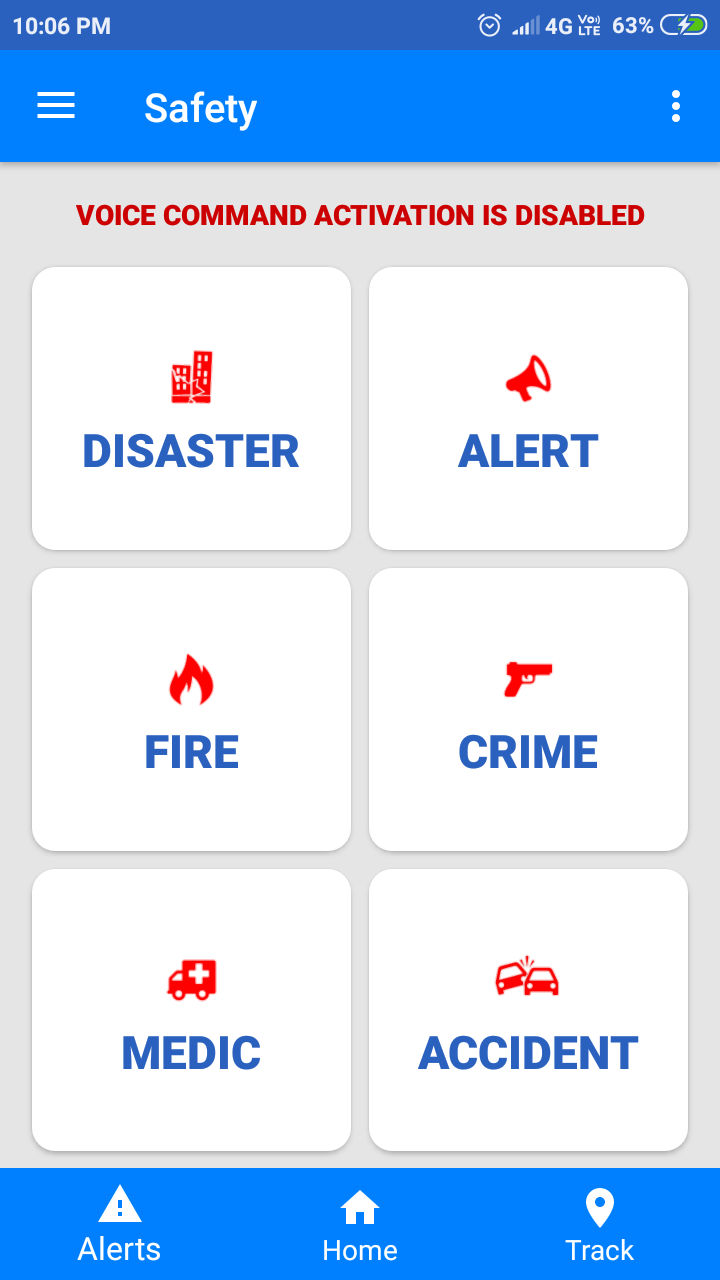 10:06 PM 4G Vo) LTE 63%
Safety
VOICE COMMAND ACTIVATION IS DISABLED
DISASTER ALERT
FIRE CRIME
MEDIC ACCIDENT
Alerts Home Track